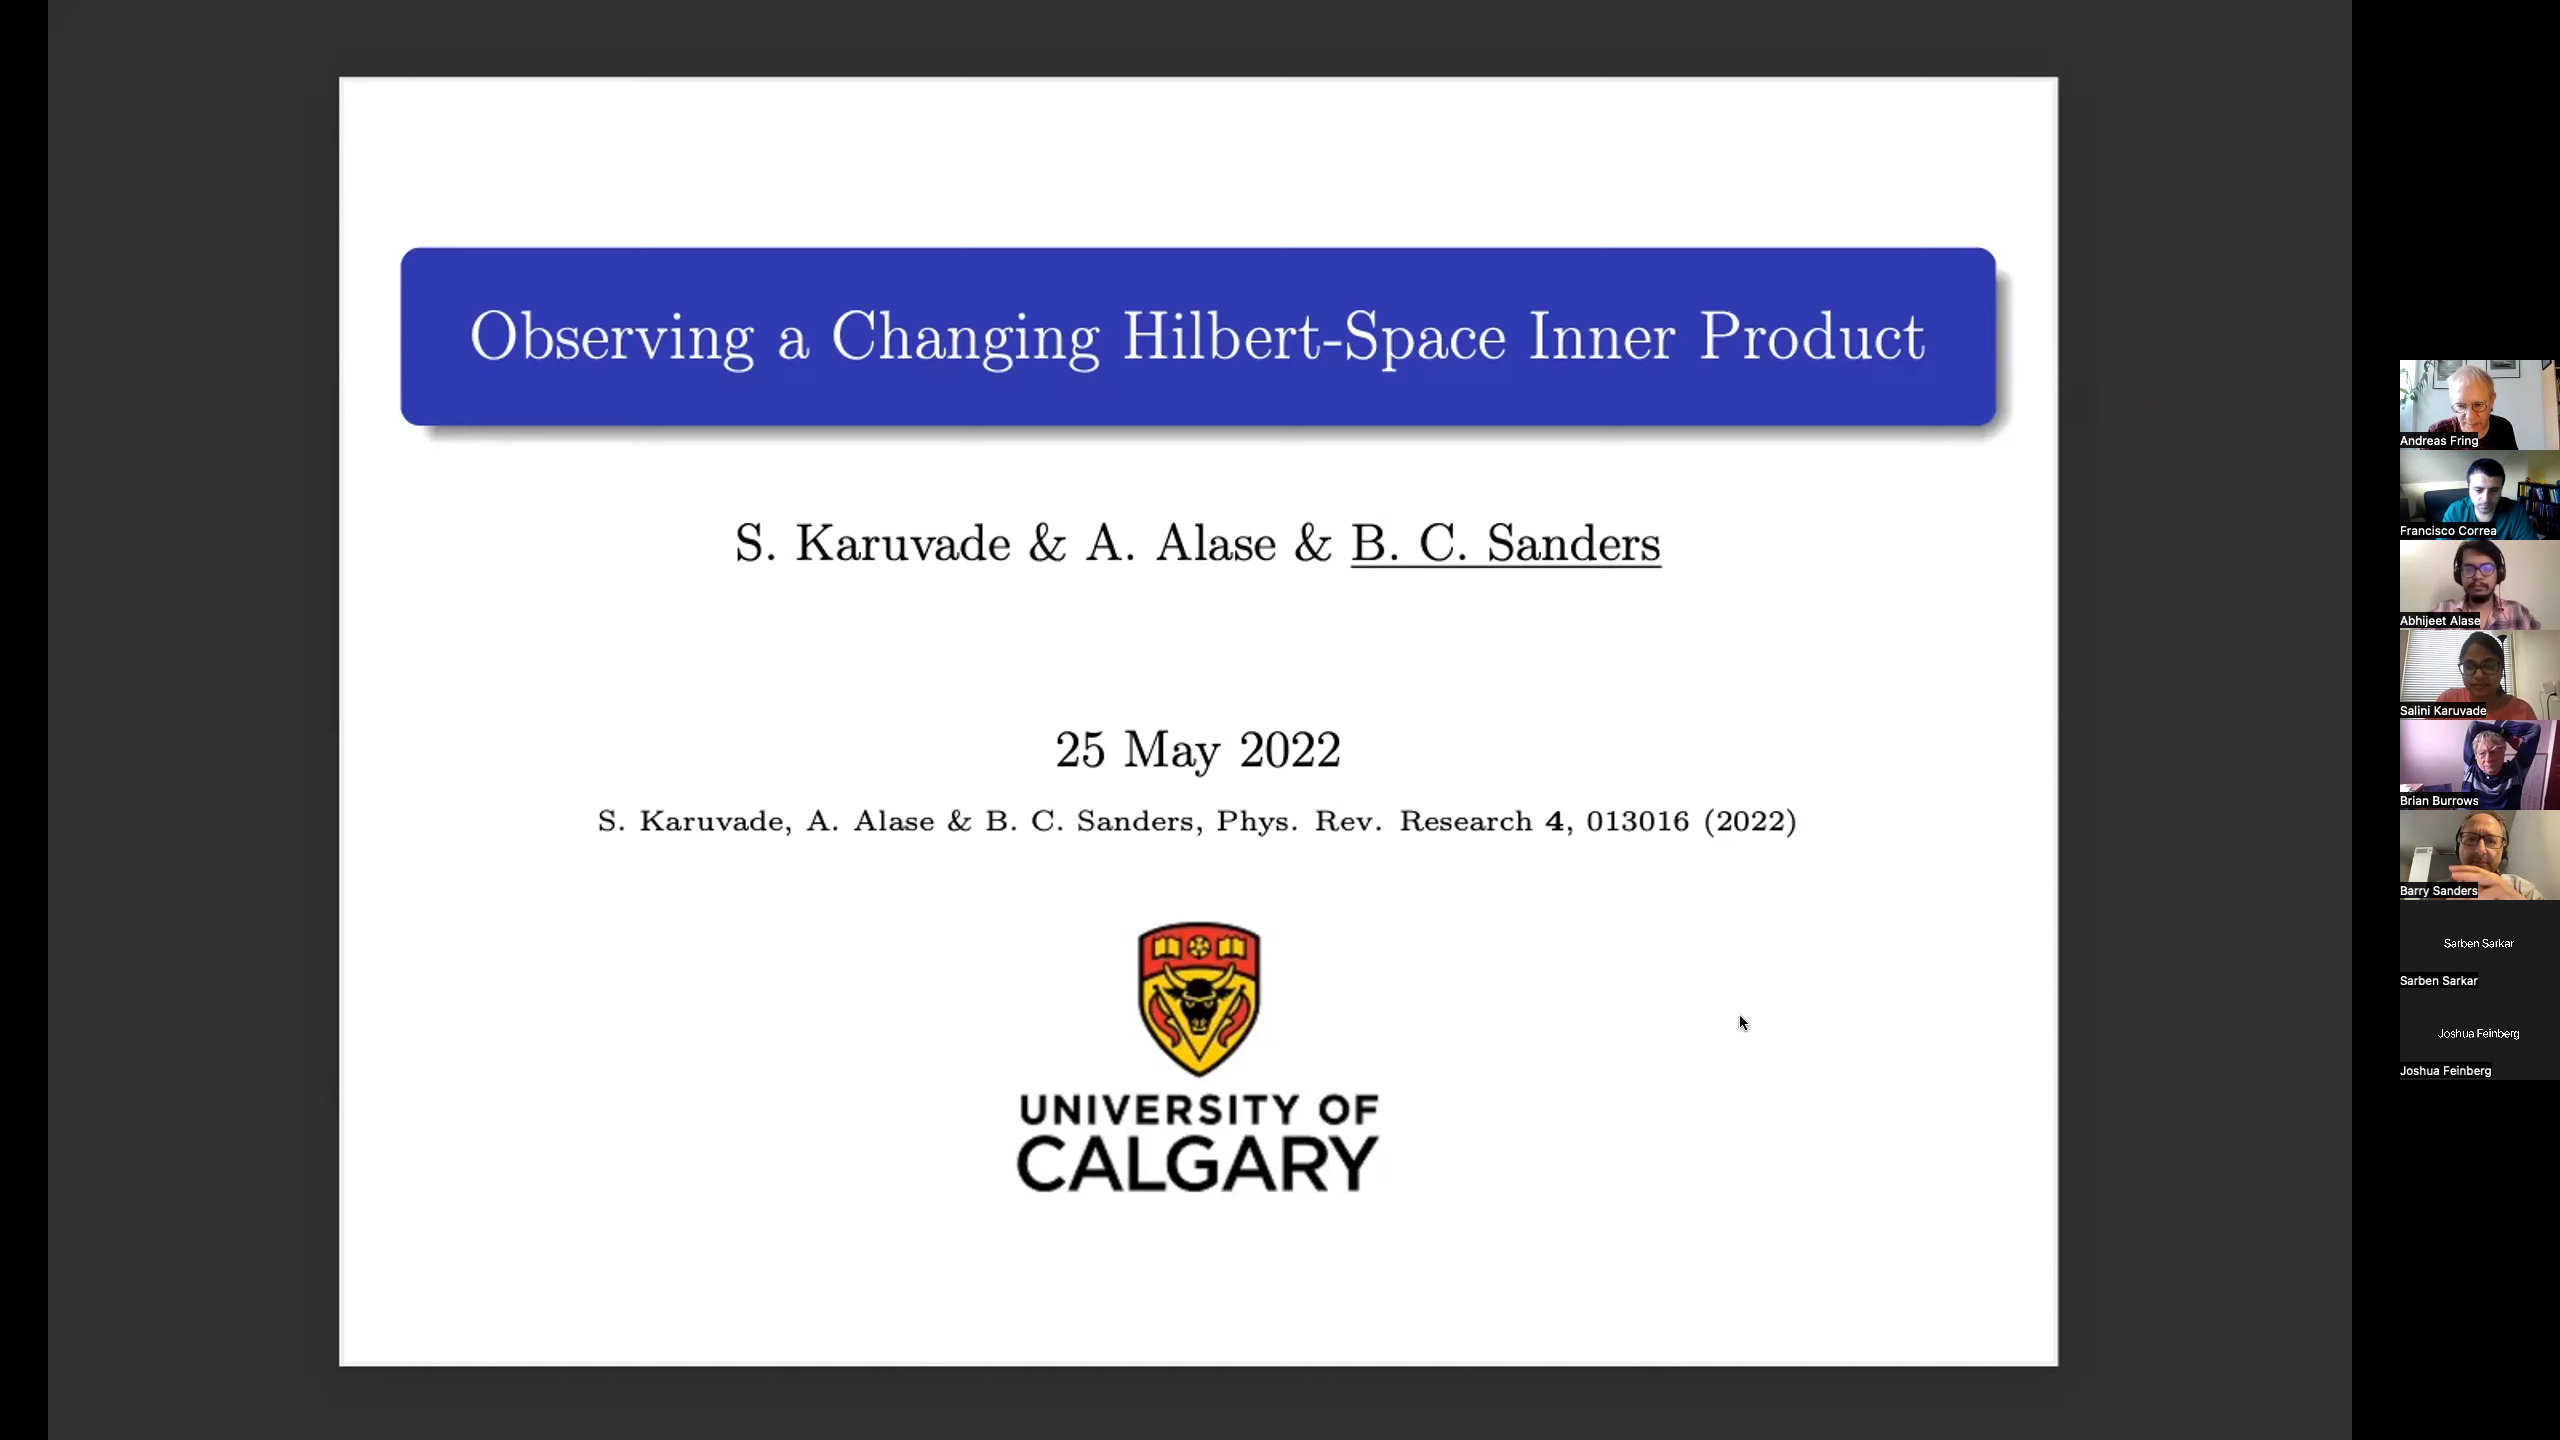 Observing a Changing Hilbert-Space Inner Product
S. Karuvade & A. Alase & B. C. Sanders
25 May 2022
S. Karuvade, A. Alase & B. C. Sanders, Phys. Rev. Research 4, 013016 (2022)
UNIVERSITY OF
CALGARY
Andreas Fring
Francisco Correa
Abhijeet Alase
Salini Karuvade
Brian Burrows
Barry Sanders
Sarben Sarkar
Sarben Sarkar
Joshua Feinberg
Joshua Feinberg